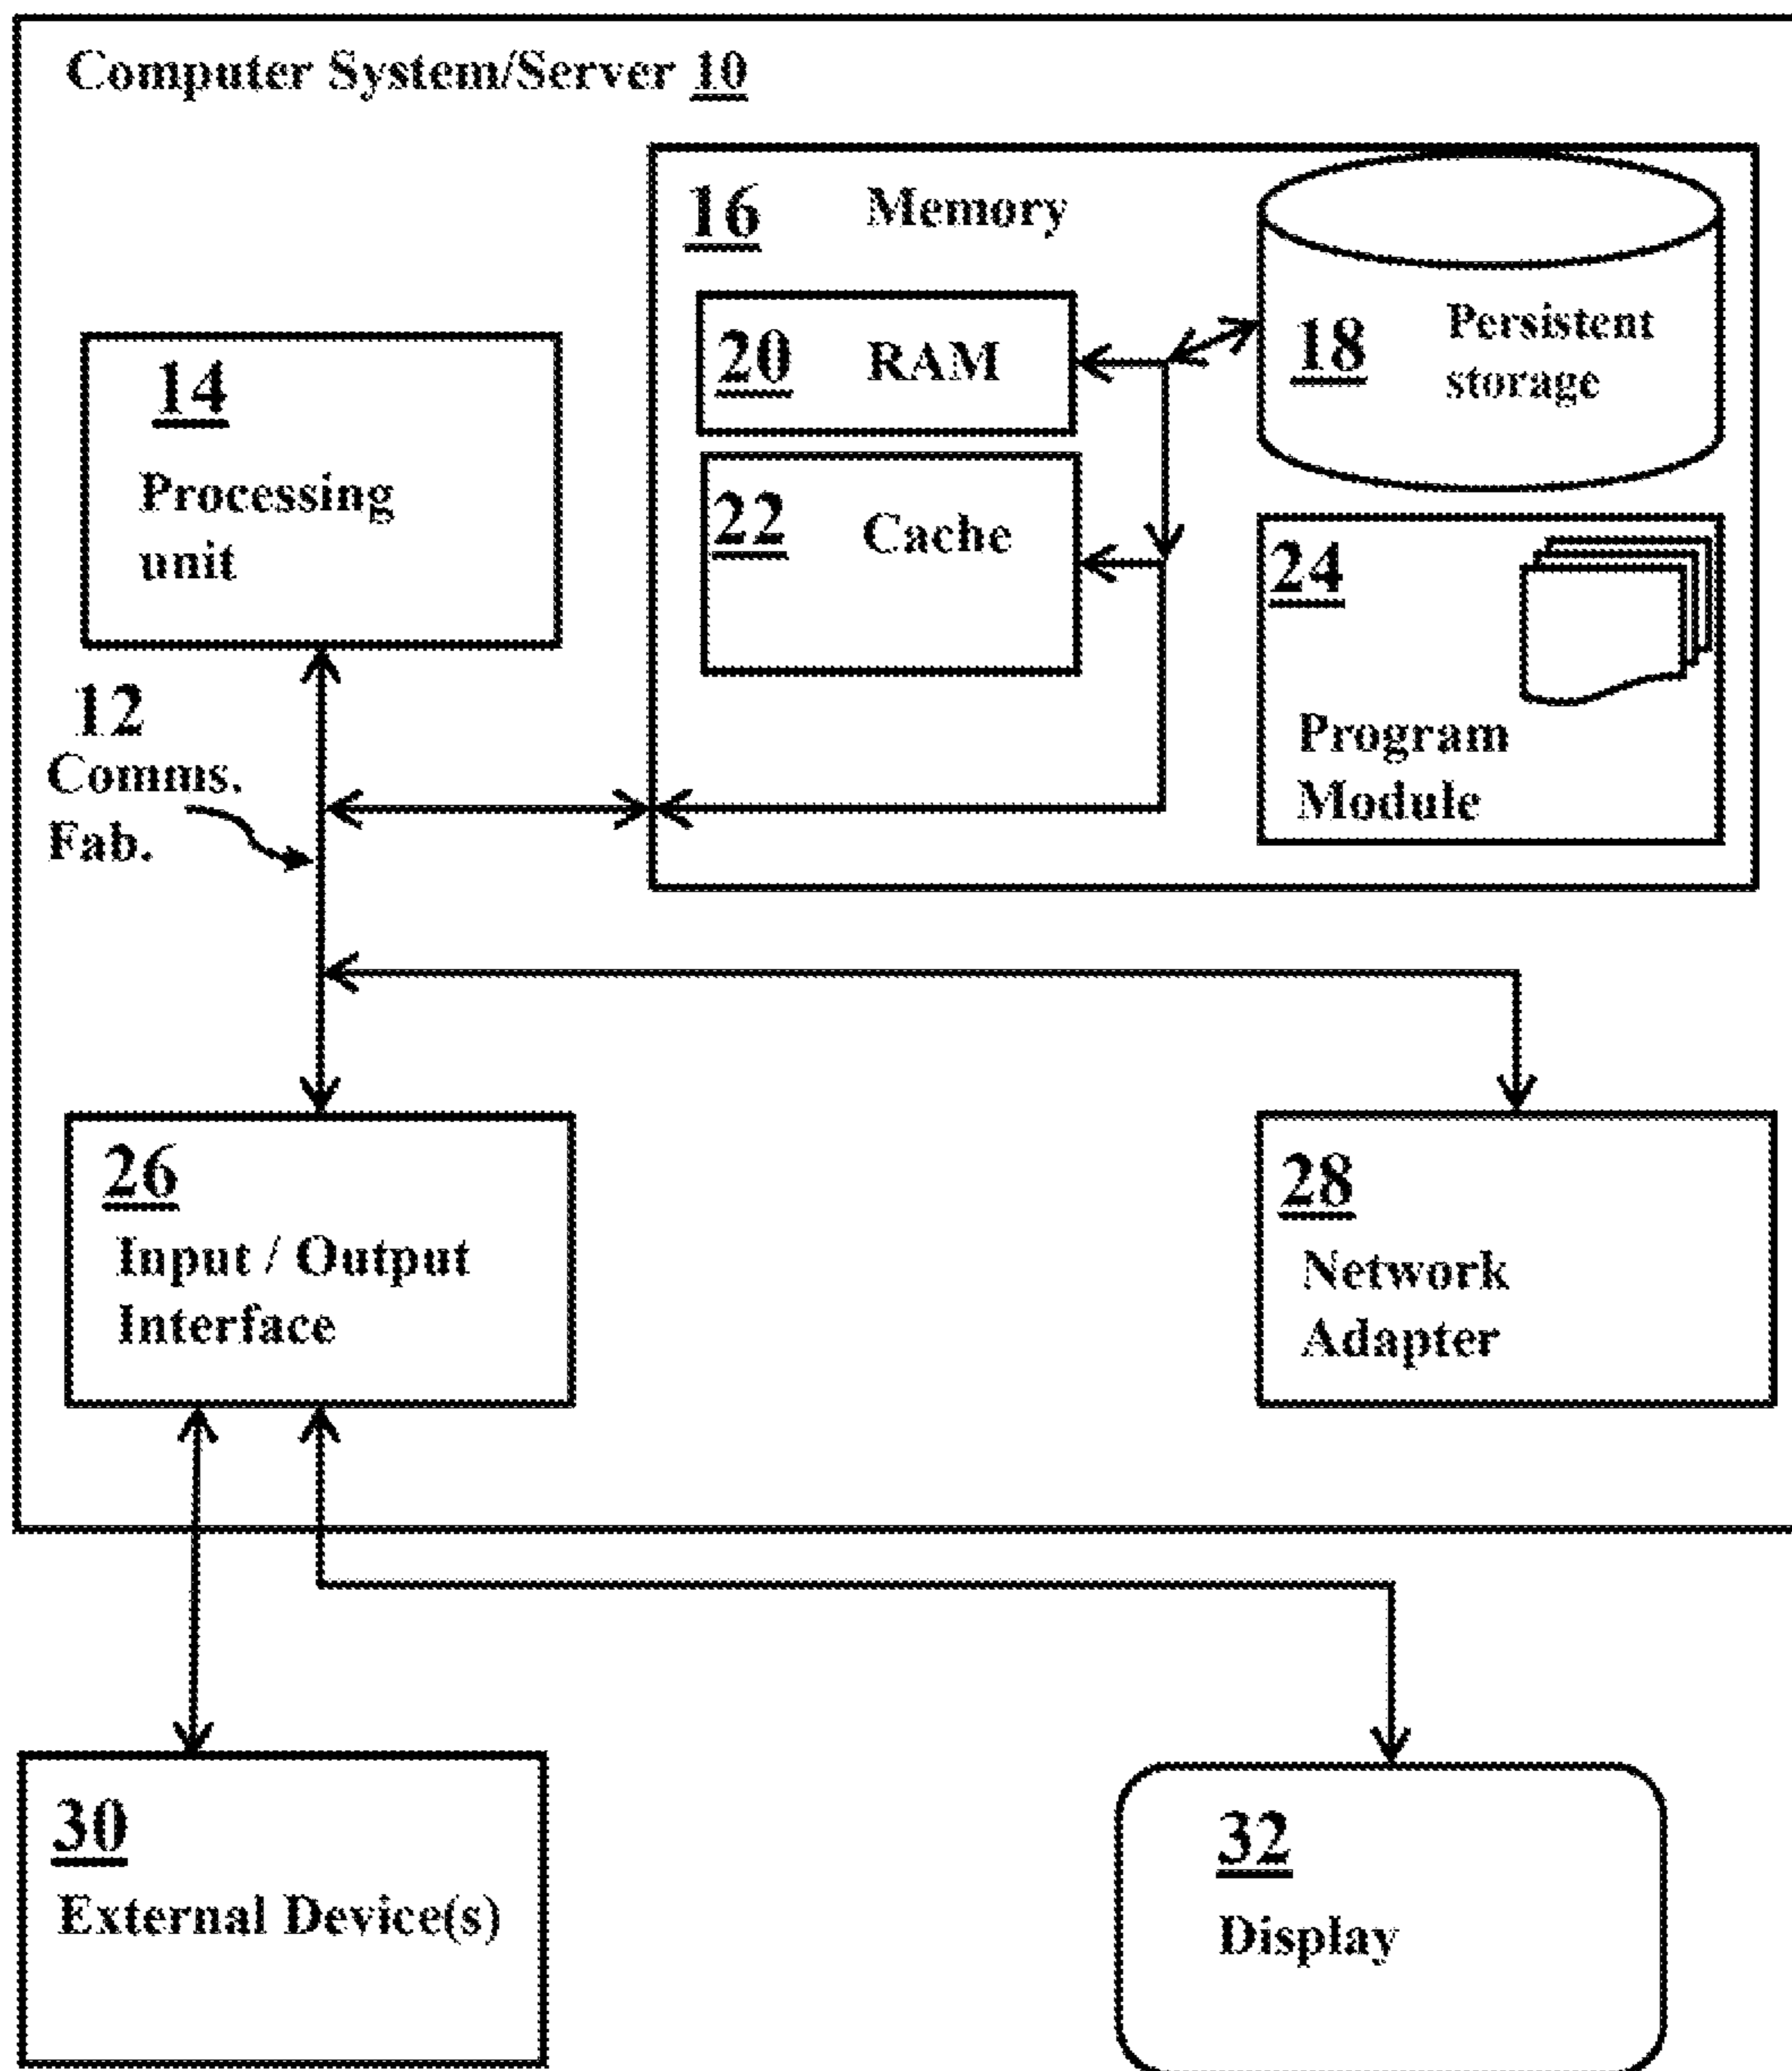 Computer System/Server 10
16 Memory
20 RAM
18 Persistent
storage
22 Cache
24
Program
Module
14
Processing
unit
12
Comms.
Fab.
26
Input / Output
Interface
28
Network
Adapter
30
External Device(s)
32
Display